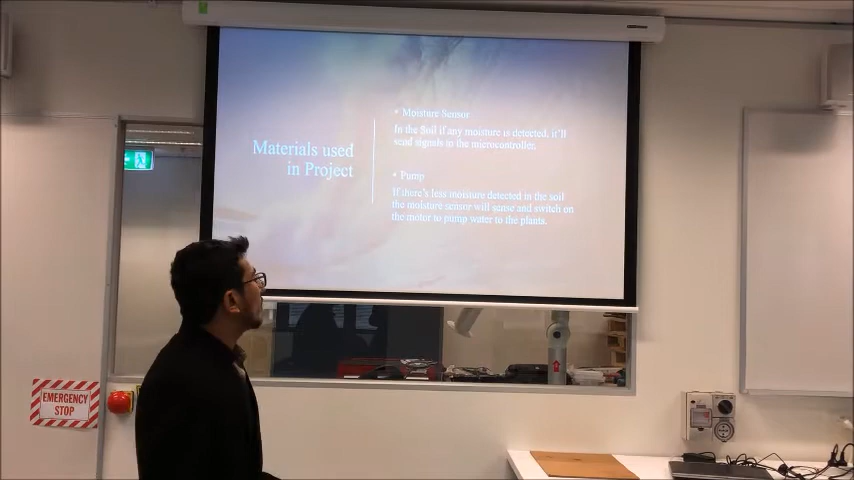 Materials used
in Project
• Moisture Sensor
In the Soil if any moisture is detected, it'll
send signals to the microcontroller.
• Pump
If there's less moisture detected in the soil
the moisture sensor will sense and switch on
the motor to pump water to the plants.
EMERGENCY
STOP